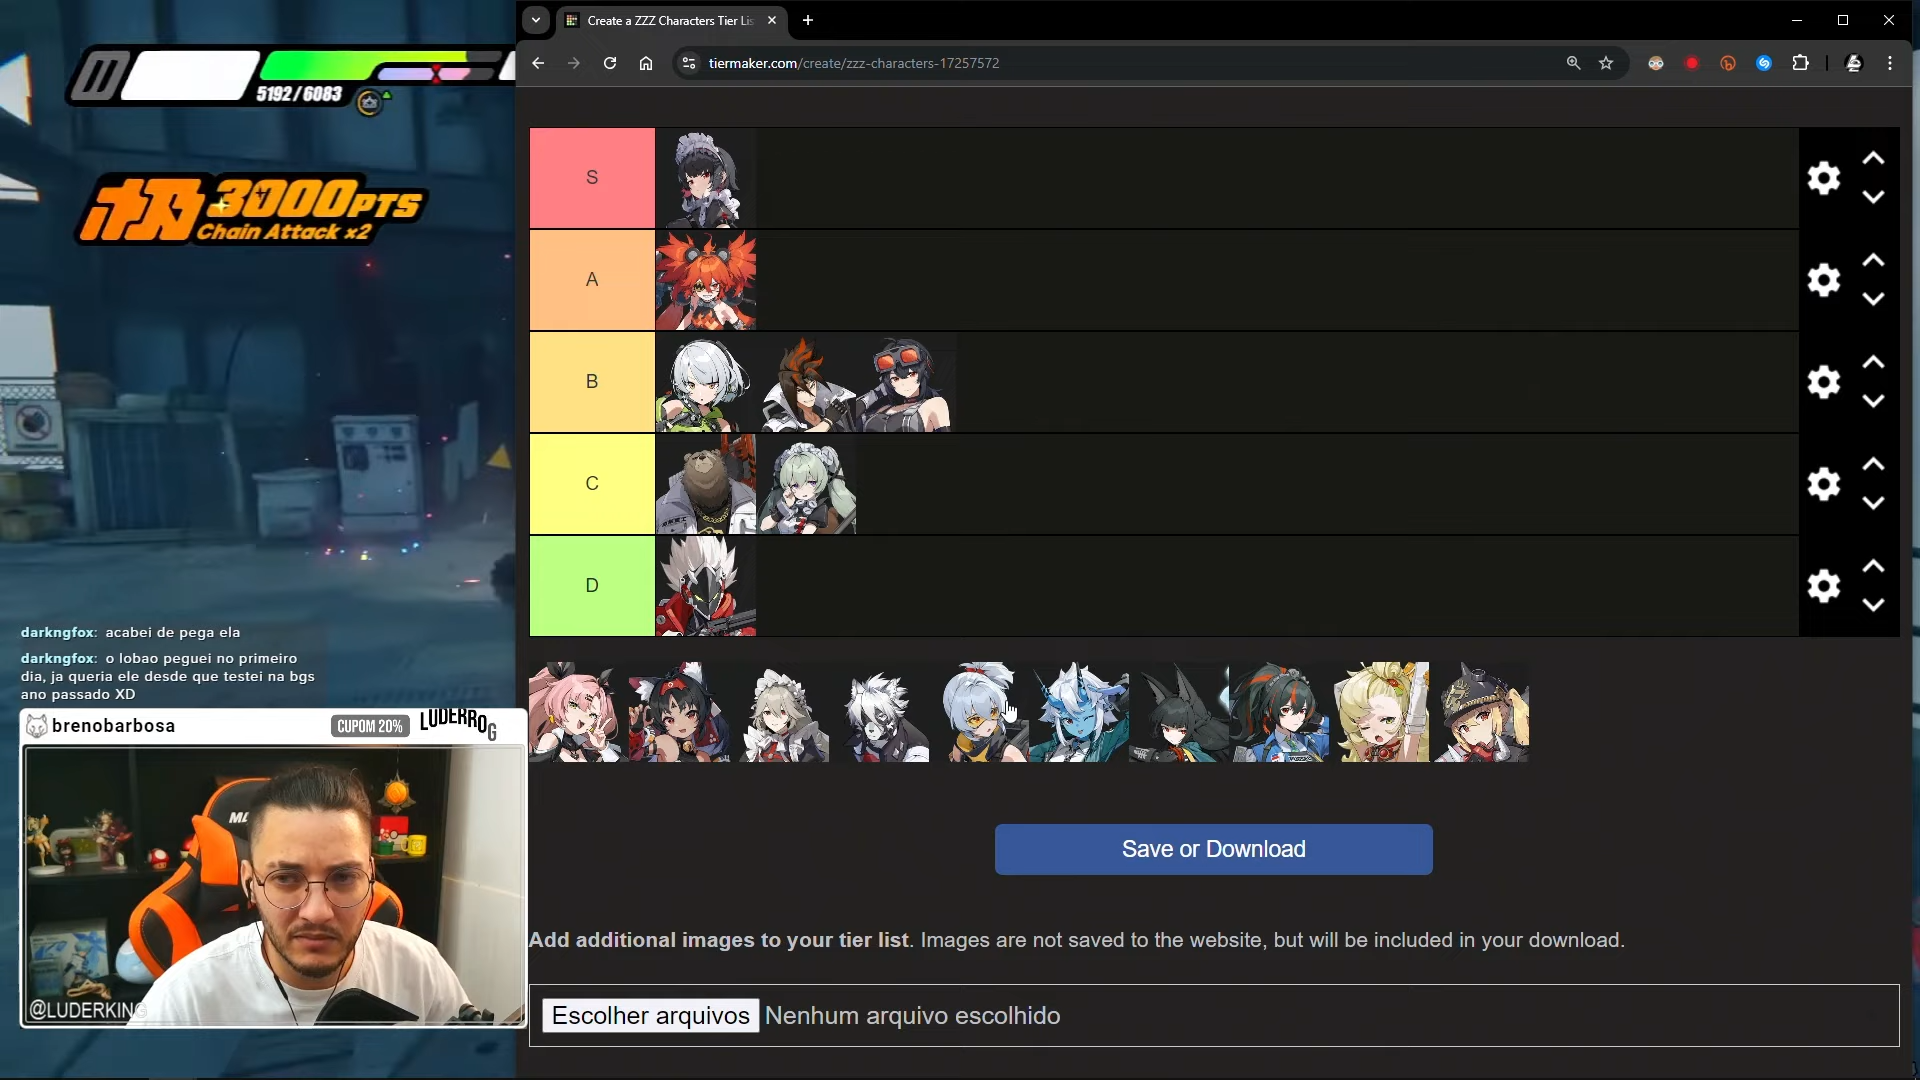 Create a ZZZ Characters Tier Lis
tiermaker.com/create/zzz-characters-17257572
5192/6083
3000PTS
Chain Attack x2
S
A
B
C
D
darkngfox: acabei de pega ela
darkngfox: o lobao peguei no primeiro
dia, ja queria ele desde que testei na bgs
ano passado XD
brenobarbosa
CUPOM 20%
LUDERROG
@LUDERKING
Save or Download
Add additional images to your tier list. Images are not saved to the website, but will be included in your download.
Escolher arquivos
Nenhum arquivo escolhido